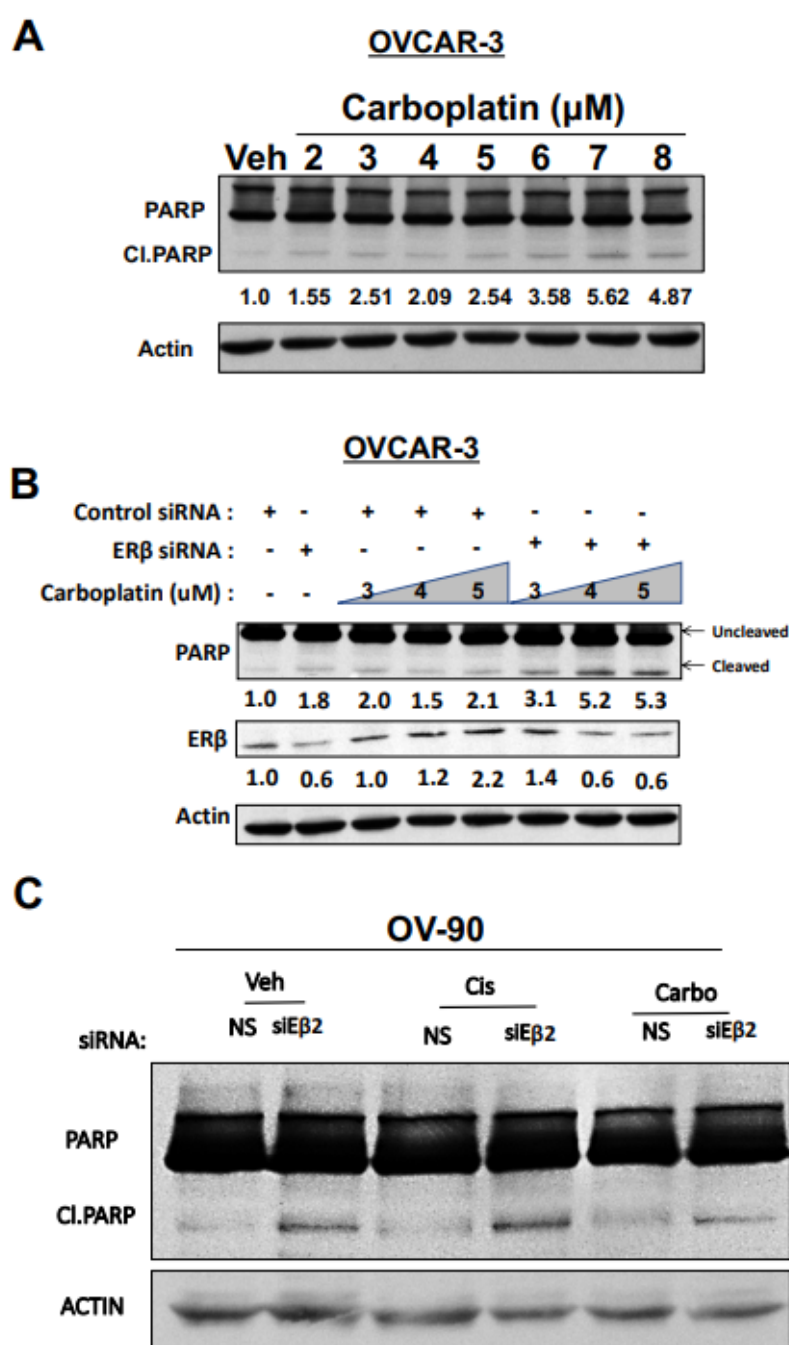 A
OVCAR-3
Carboplatin (µM)
Veh 2 3 4 5 6 7 8
PARP
Cl.PARP
1.0 1.55 2.51 2.09 2.54 3.58 5.62 4.87
Actin
OVCAR-3
B
Control siRNA : + - + + + - - -
ERβ siRNA : - + - - - + + +
Carboplatin (uM) : - - 3 4 5 3 4 5
Uncleaved
PARP
Cleaved
1.0 1.8 2.0 1.5 2.1 3.1 5.2 5.3
ERβ
1.0 0.6 1.0 1.2 2.2 1.4 0.6 0.6
Actin
C
OV-90
Veh Cis Carbo
siRNA: NS siEβ2 NS siEβ2 NS siEβ2
PARP
Cl.PARP
ACTIN